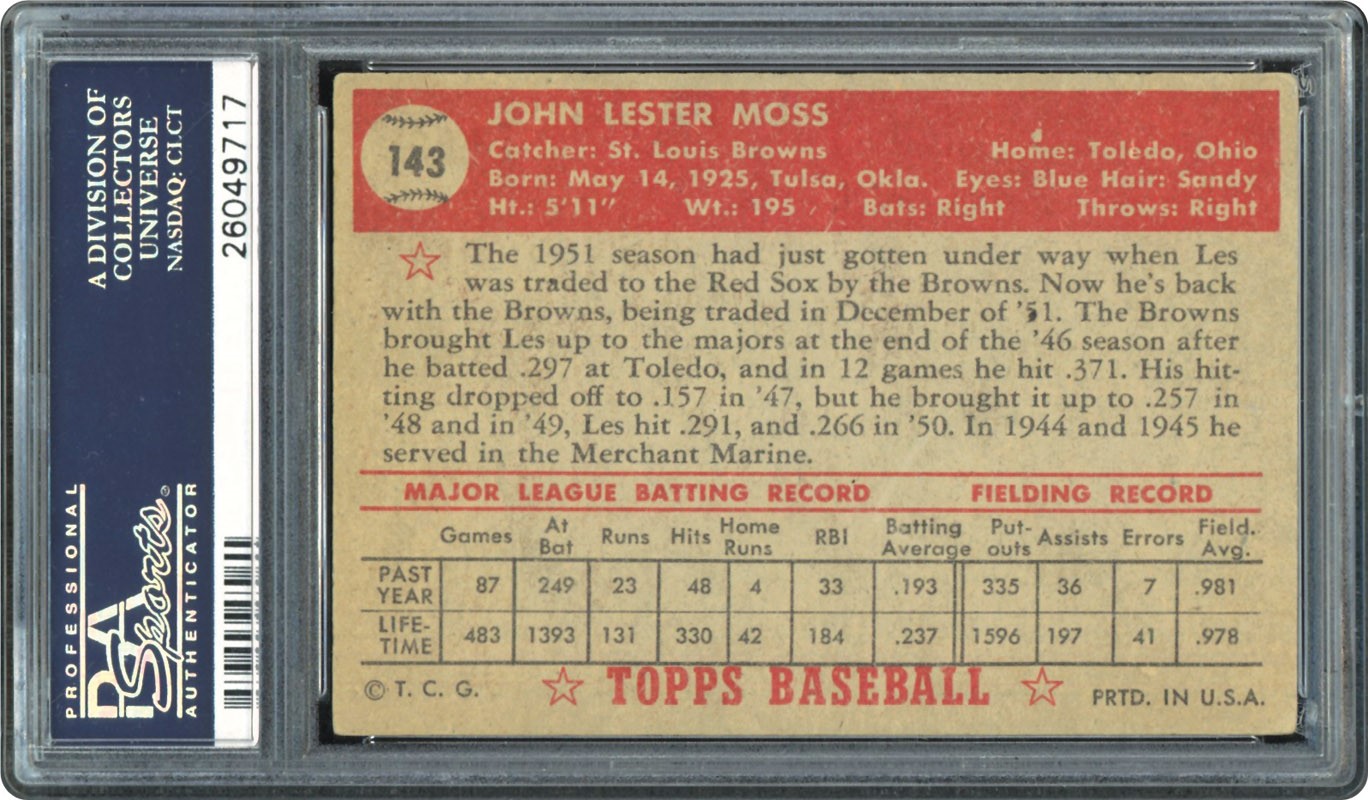 A DIVISION OF
COLLECTORS
UNIVERSE
NASDAQ: CLCT
26049717
PROFESSIONAL
PSA
Sports®
AUTHENTICATOR
143
JOHN LESTER MOSS
Catcher: St. Louis Browns Home: Toledo, Ohio
Born: May 14, 1925, Tulsa, Okla. Eyes: Blue Hair: Sandy
Ht.: 5'11" Wt.: 195 Bats: Right Throws: Right
The 1951 season had just gotten under way when Les
was traded to the Red Sox by the Browns. Now he's back
with the Browns, being traded in December of '51. The Browns
brought Les up to the majors at the end of the '46 season after
he batted .297 at Toledo, and in 12 games he hit .371. His hit-
ting dropped off to .157 in '47, but he brought it up to .257 in
'48 and in '49, Les hit .291, and .266 in '50. In 1944 and 1945 he
served in the Merchant Marine.
MAJOR LEAGUE BATTING RECORD FIELDING RECORD
Games At Bat Runs Hits Home Runs RBI Batting Average Put-outs Assists Errors Field. Avg.
PAST YEAR 87 249 23 48 4 33 .193 335 36 7 .981
LIFE-TIME 483 1393 131 330 42 184 .237 1596 197 41 .978
© T. C. G. TOPPS BASEBALL PRTD. IN U.S.A.